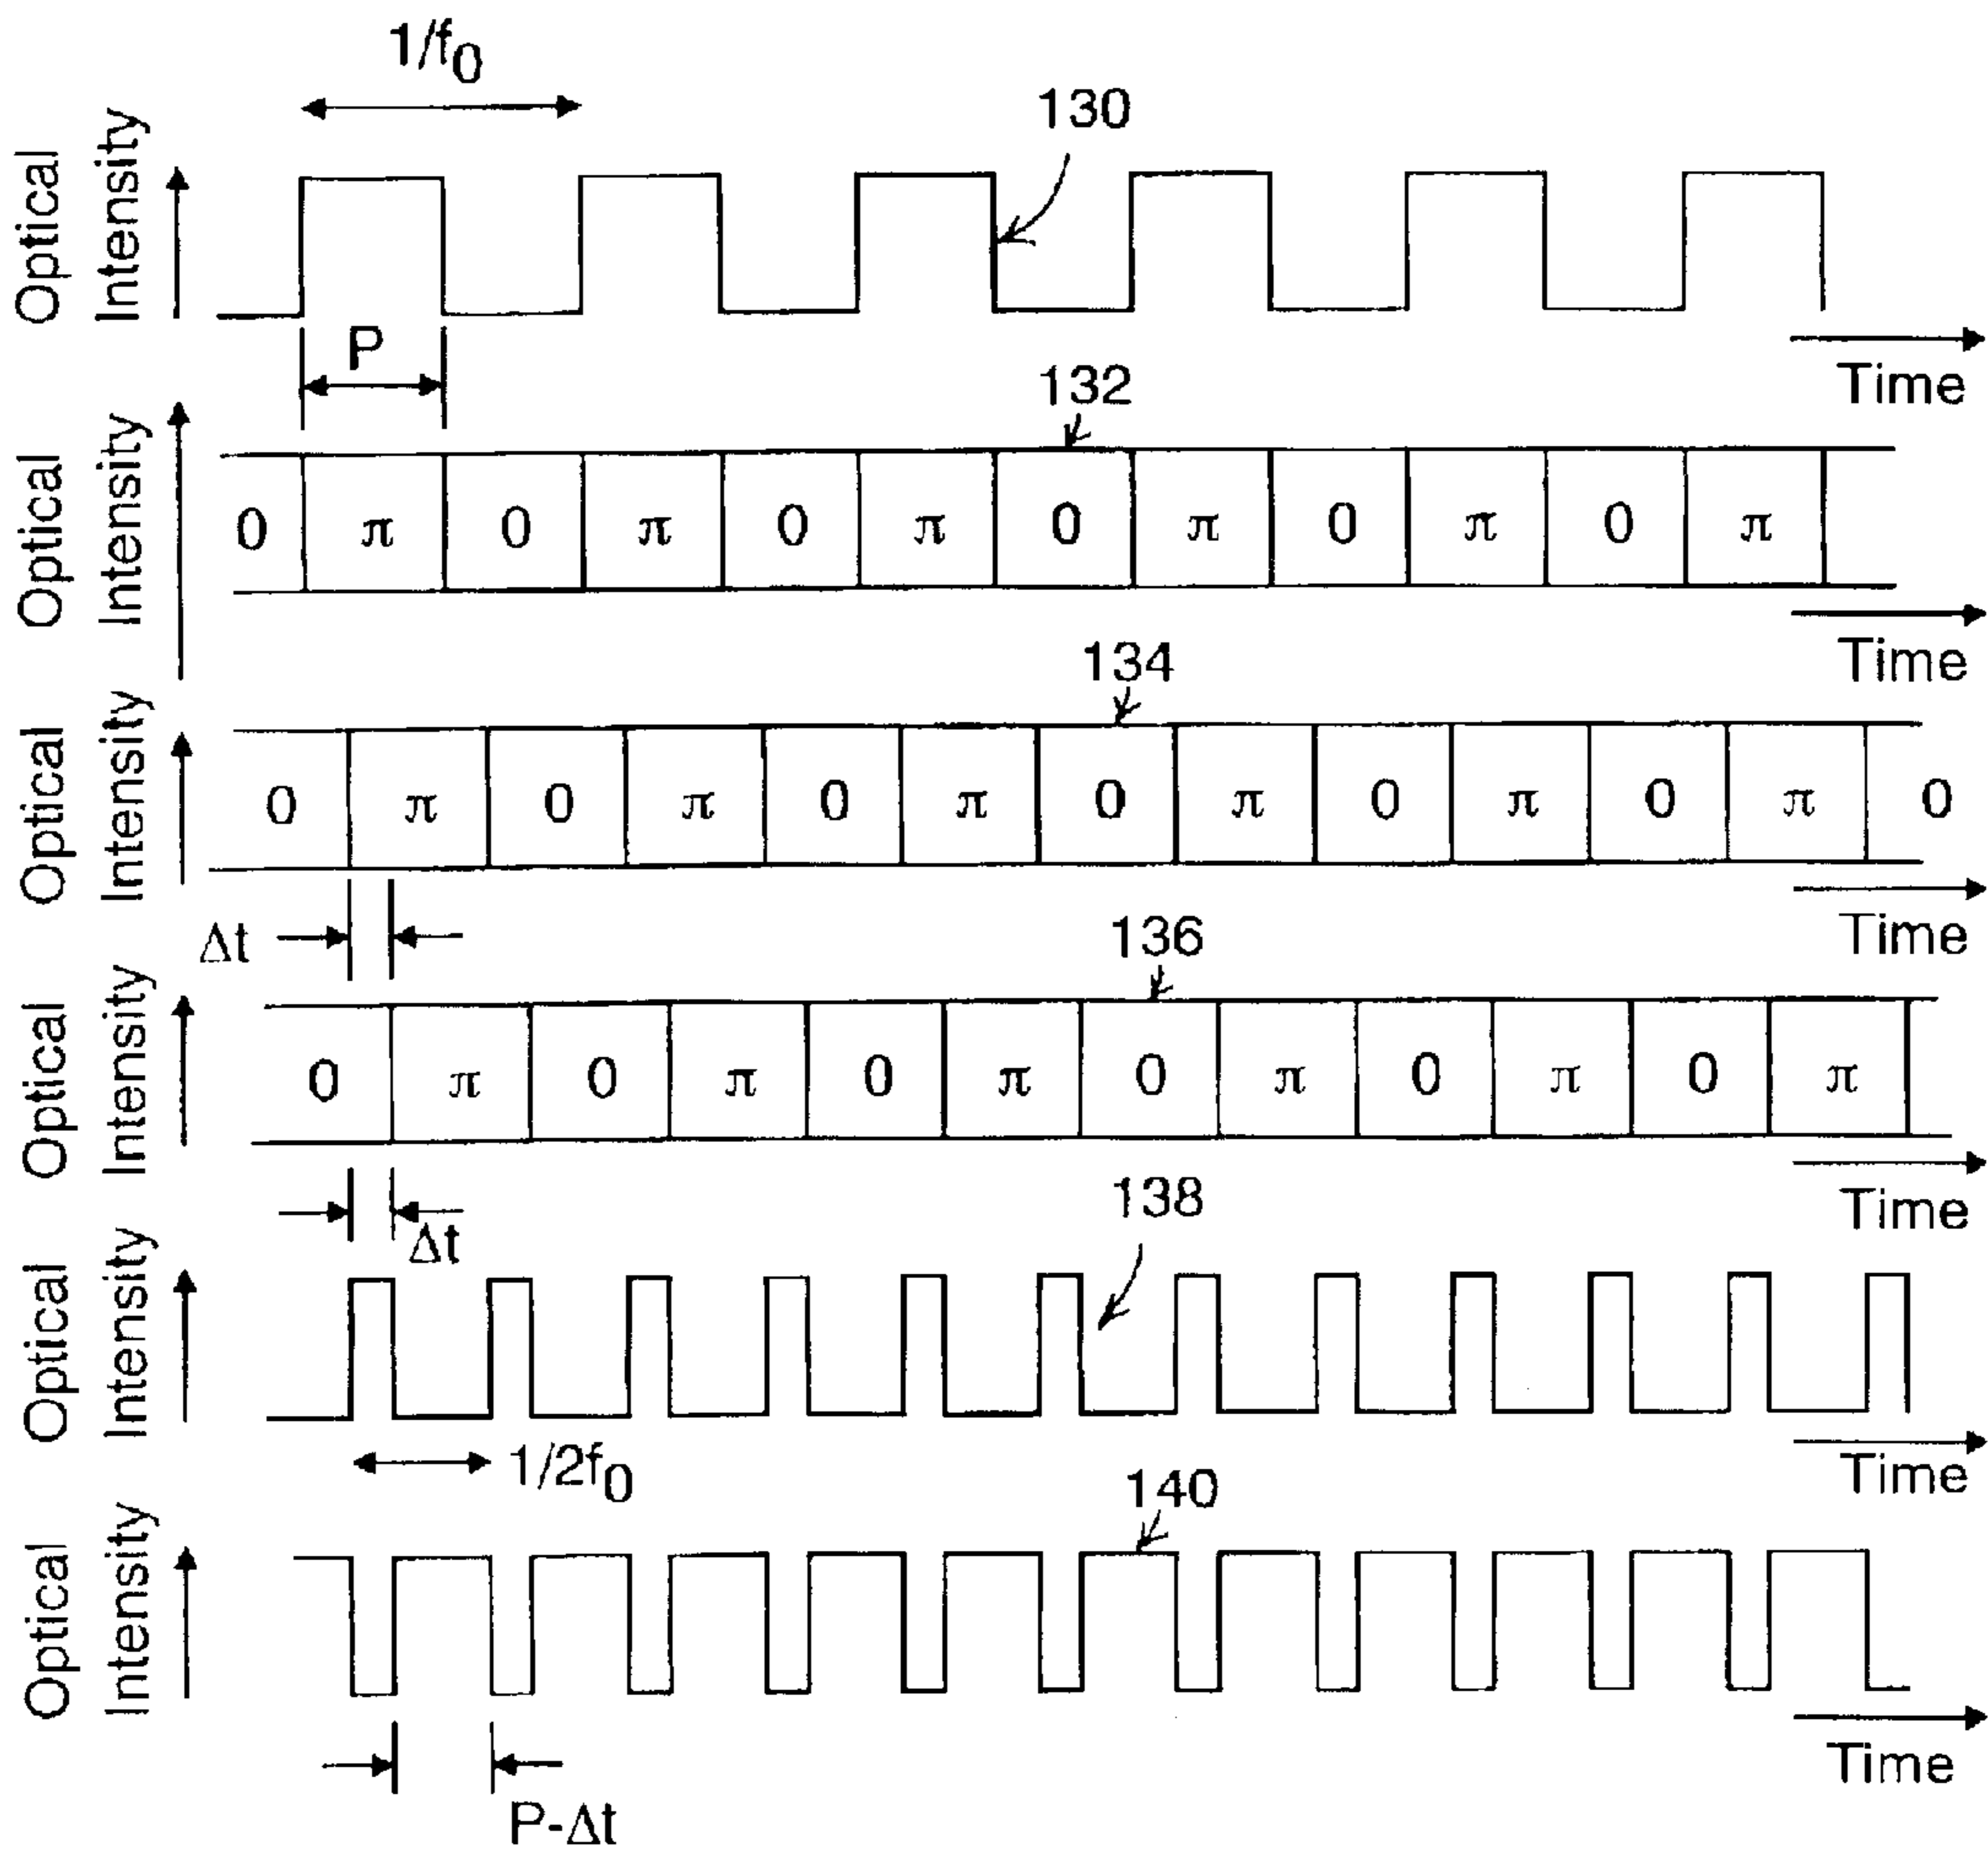 1/f0
130
Optical Intensity
P
Time
132
Optical Intensity
0 π 0 π 0 π 0 π 0 π 0 π
Time
134
Optical Intensity
0 π 0 π 0 π 0 π 0 π 0 π 0
Time
Δt
136
Optical Intensity
0 π 0 π 0 π 0 π 0 π 0 π
Time
Δt
138
Optical Intensity
1/2f0
Time
140
Optical Intensity
Time
P-Δt